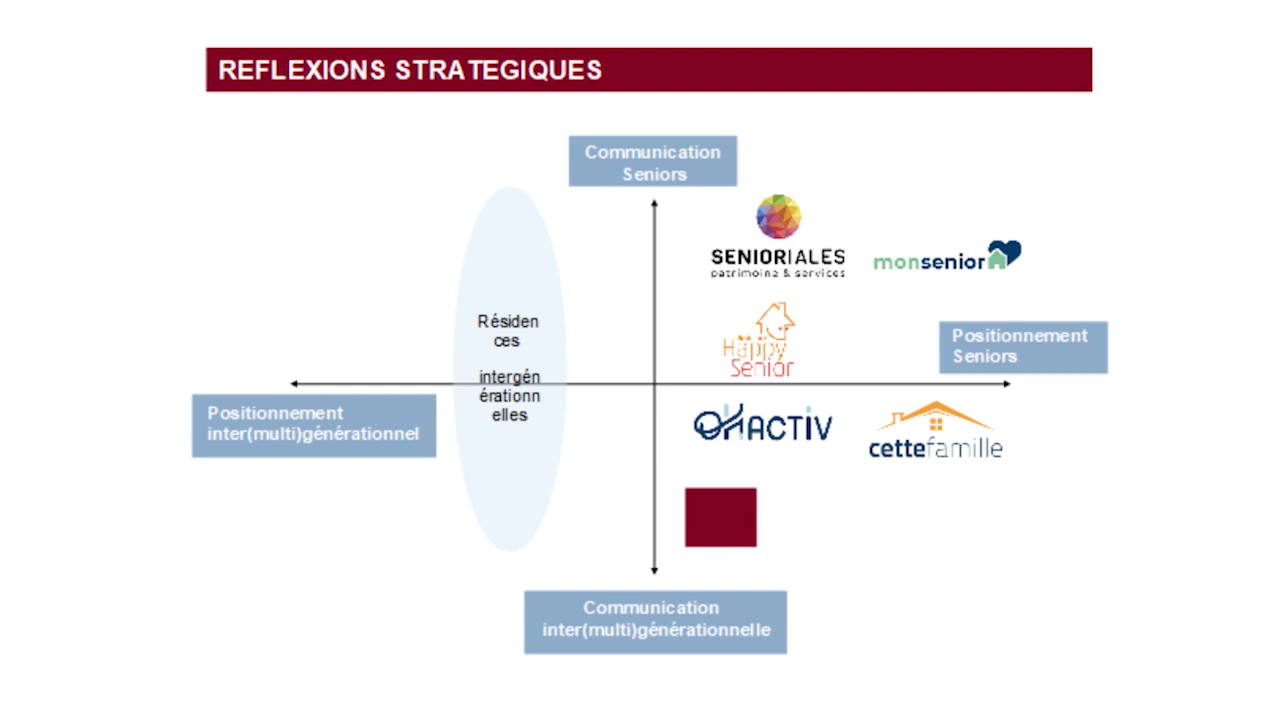 REFLEXIONS STRATEGIQUES
Communication
Seniors
SENIORIALES
patrimoine & services
monsenior
Résiden
ces
intergén
érationn
elles
Happy
Senior
Positionnement
Seniors
Positionnement
inter(multi)générationnel
OHACTIV
cettefamille
Communication
inter(multi)générationnelle